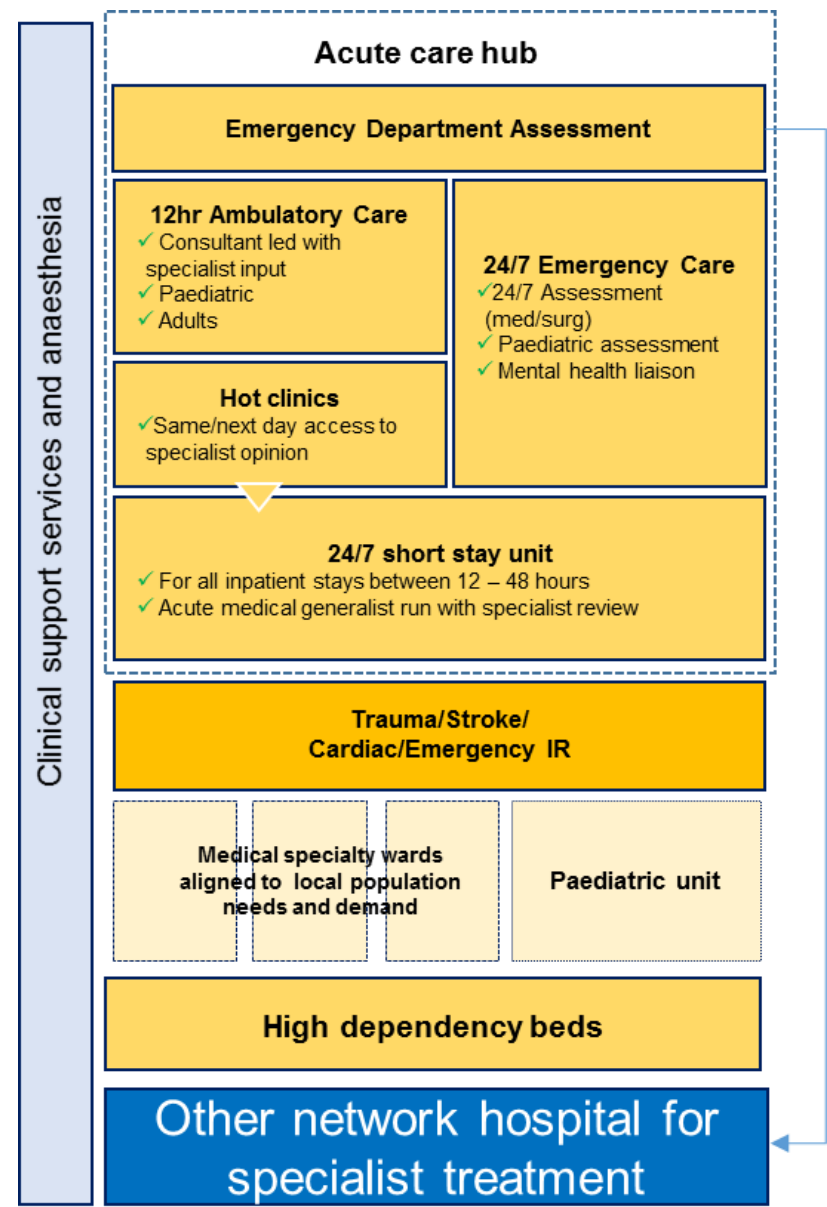 Clinical support services and anaesthesia
Acute care hub
Emergency Department Assessment
12hr Ambulatory Care
✓ Consultant led with
specialist input
✓ Paediatric
✓ Adults
24/7 Emergency Care
✓24/7 Assessment
(med/surg)
✓ Paediatric assessment
✓ Mental health liaison
Hot clinics
✓Same/next day access to
specialist opinion
24/7 short stay unit
✓ For all inpatient stays between 12 – 48 hours
✓ Acute medical generalist run with specialist review
Trauma/Stroke/
Cardiac/Emergency IR
Medical specialty wards
aligned to local population
needs and demand
Paediatric unit
High dependency beds
Other network hospital for
specialist treatment